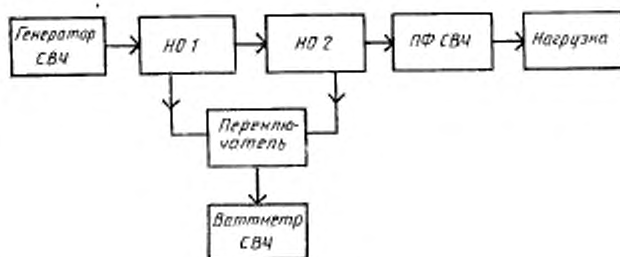 Генератор
СВЧ
НО 1
НО 2
ПФ СВЧ
Нагрузка
Переклю-
чатель
Ваттметр
СВЧ